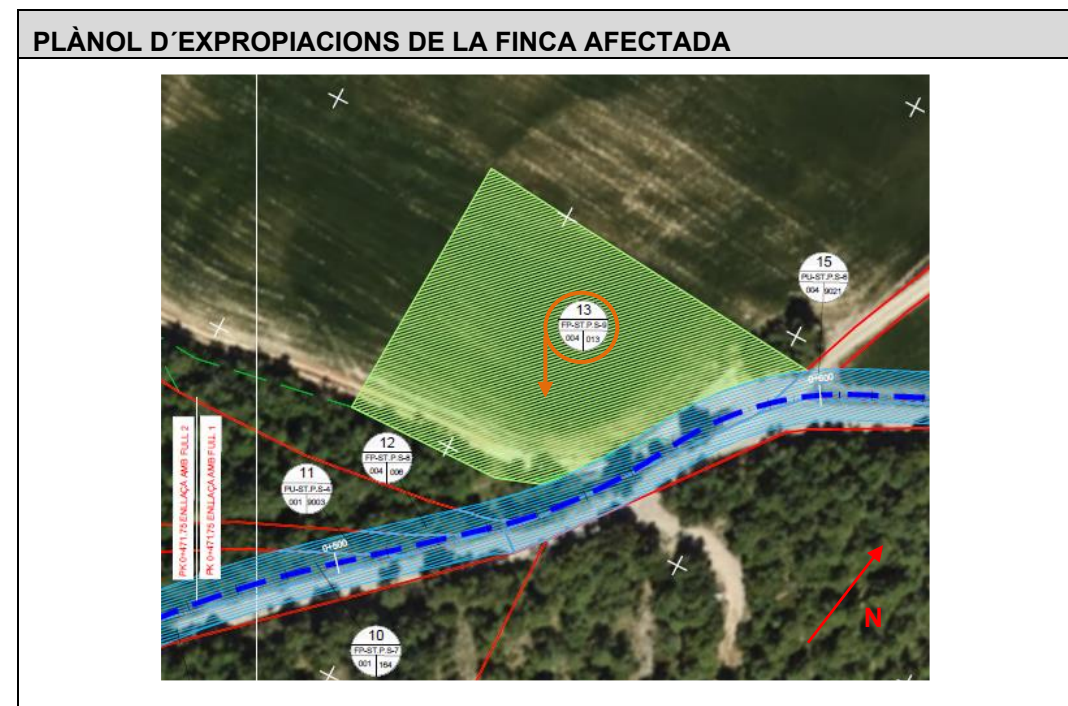 PLÀNOL D´EXPROPIACIONS DE LA FINCA AFECTADA
15
PU-ST.P.S-6
004 9021
13
FP-ST.P.S-9
004 013
0+600
12
FP-ST.P.S-8
004 006
11
PU-ST.P.S-4
001 9003
PK 0+471.75 ENLLAÇA AMB FULL 2
PK 0+471.75 ENLLAÇA AMB FULL 1
0+500
10
FP-ST.P.S-7
001 164
N